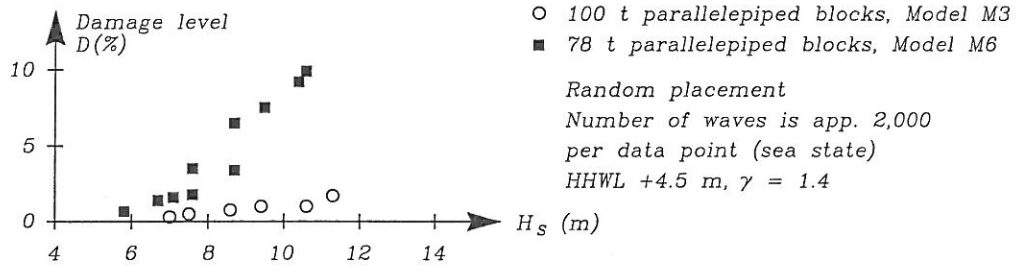 Damage level
D(%)
10
5
0
4 6 8 10 12 14
H_s (m)
100 t parallelepiped blocks, Model M3
78 t parallelepiped blocks, Model M6
Random placement
Number of waves is app. 2,000
per data point (sea state)
HHWL +4.5 m, γ = 1.4